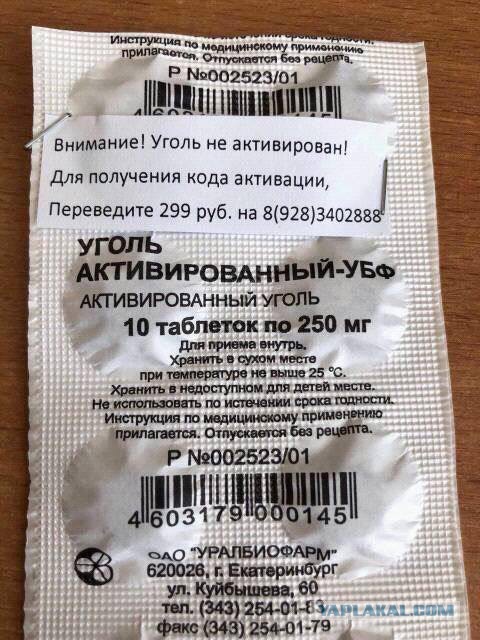 Инструкция по медицинскому применению
прилагается. Отпускается без рецепта.
Р №002523/01
Внимание! Уголь не активирован!
Для получения кода активации,
Переведите 299 руб. на 8(928)3402888
УГОЛЬ
АКТИВИРОВАННЫЙ-УБФ
АКТИВИРОВАННЫЙ УГОЛЬ
10 таблеток по 250 мг
Для приема внутрь.
Хранить в сухом месте
при температуре не выше 25 °С.
Хранить в недоступном для детей месте.
Не использовать по истечении срока годности.
Инструкция по медицинскому применению
прилагается. Отпускается без рецепта.
Р №002523/01
4 603179 000145
ОАО "УРАЛБИОФАРМ"
620026, г. Екатеринбург
ул. Куйбышева, 60
тел. (343) 254-01-83
факс (343) 254-01-79
YAPLAKAL.COM